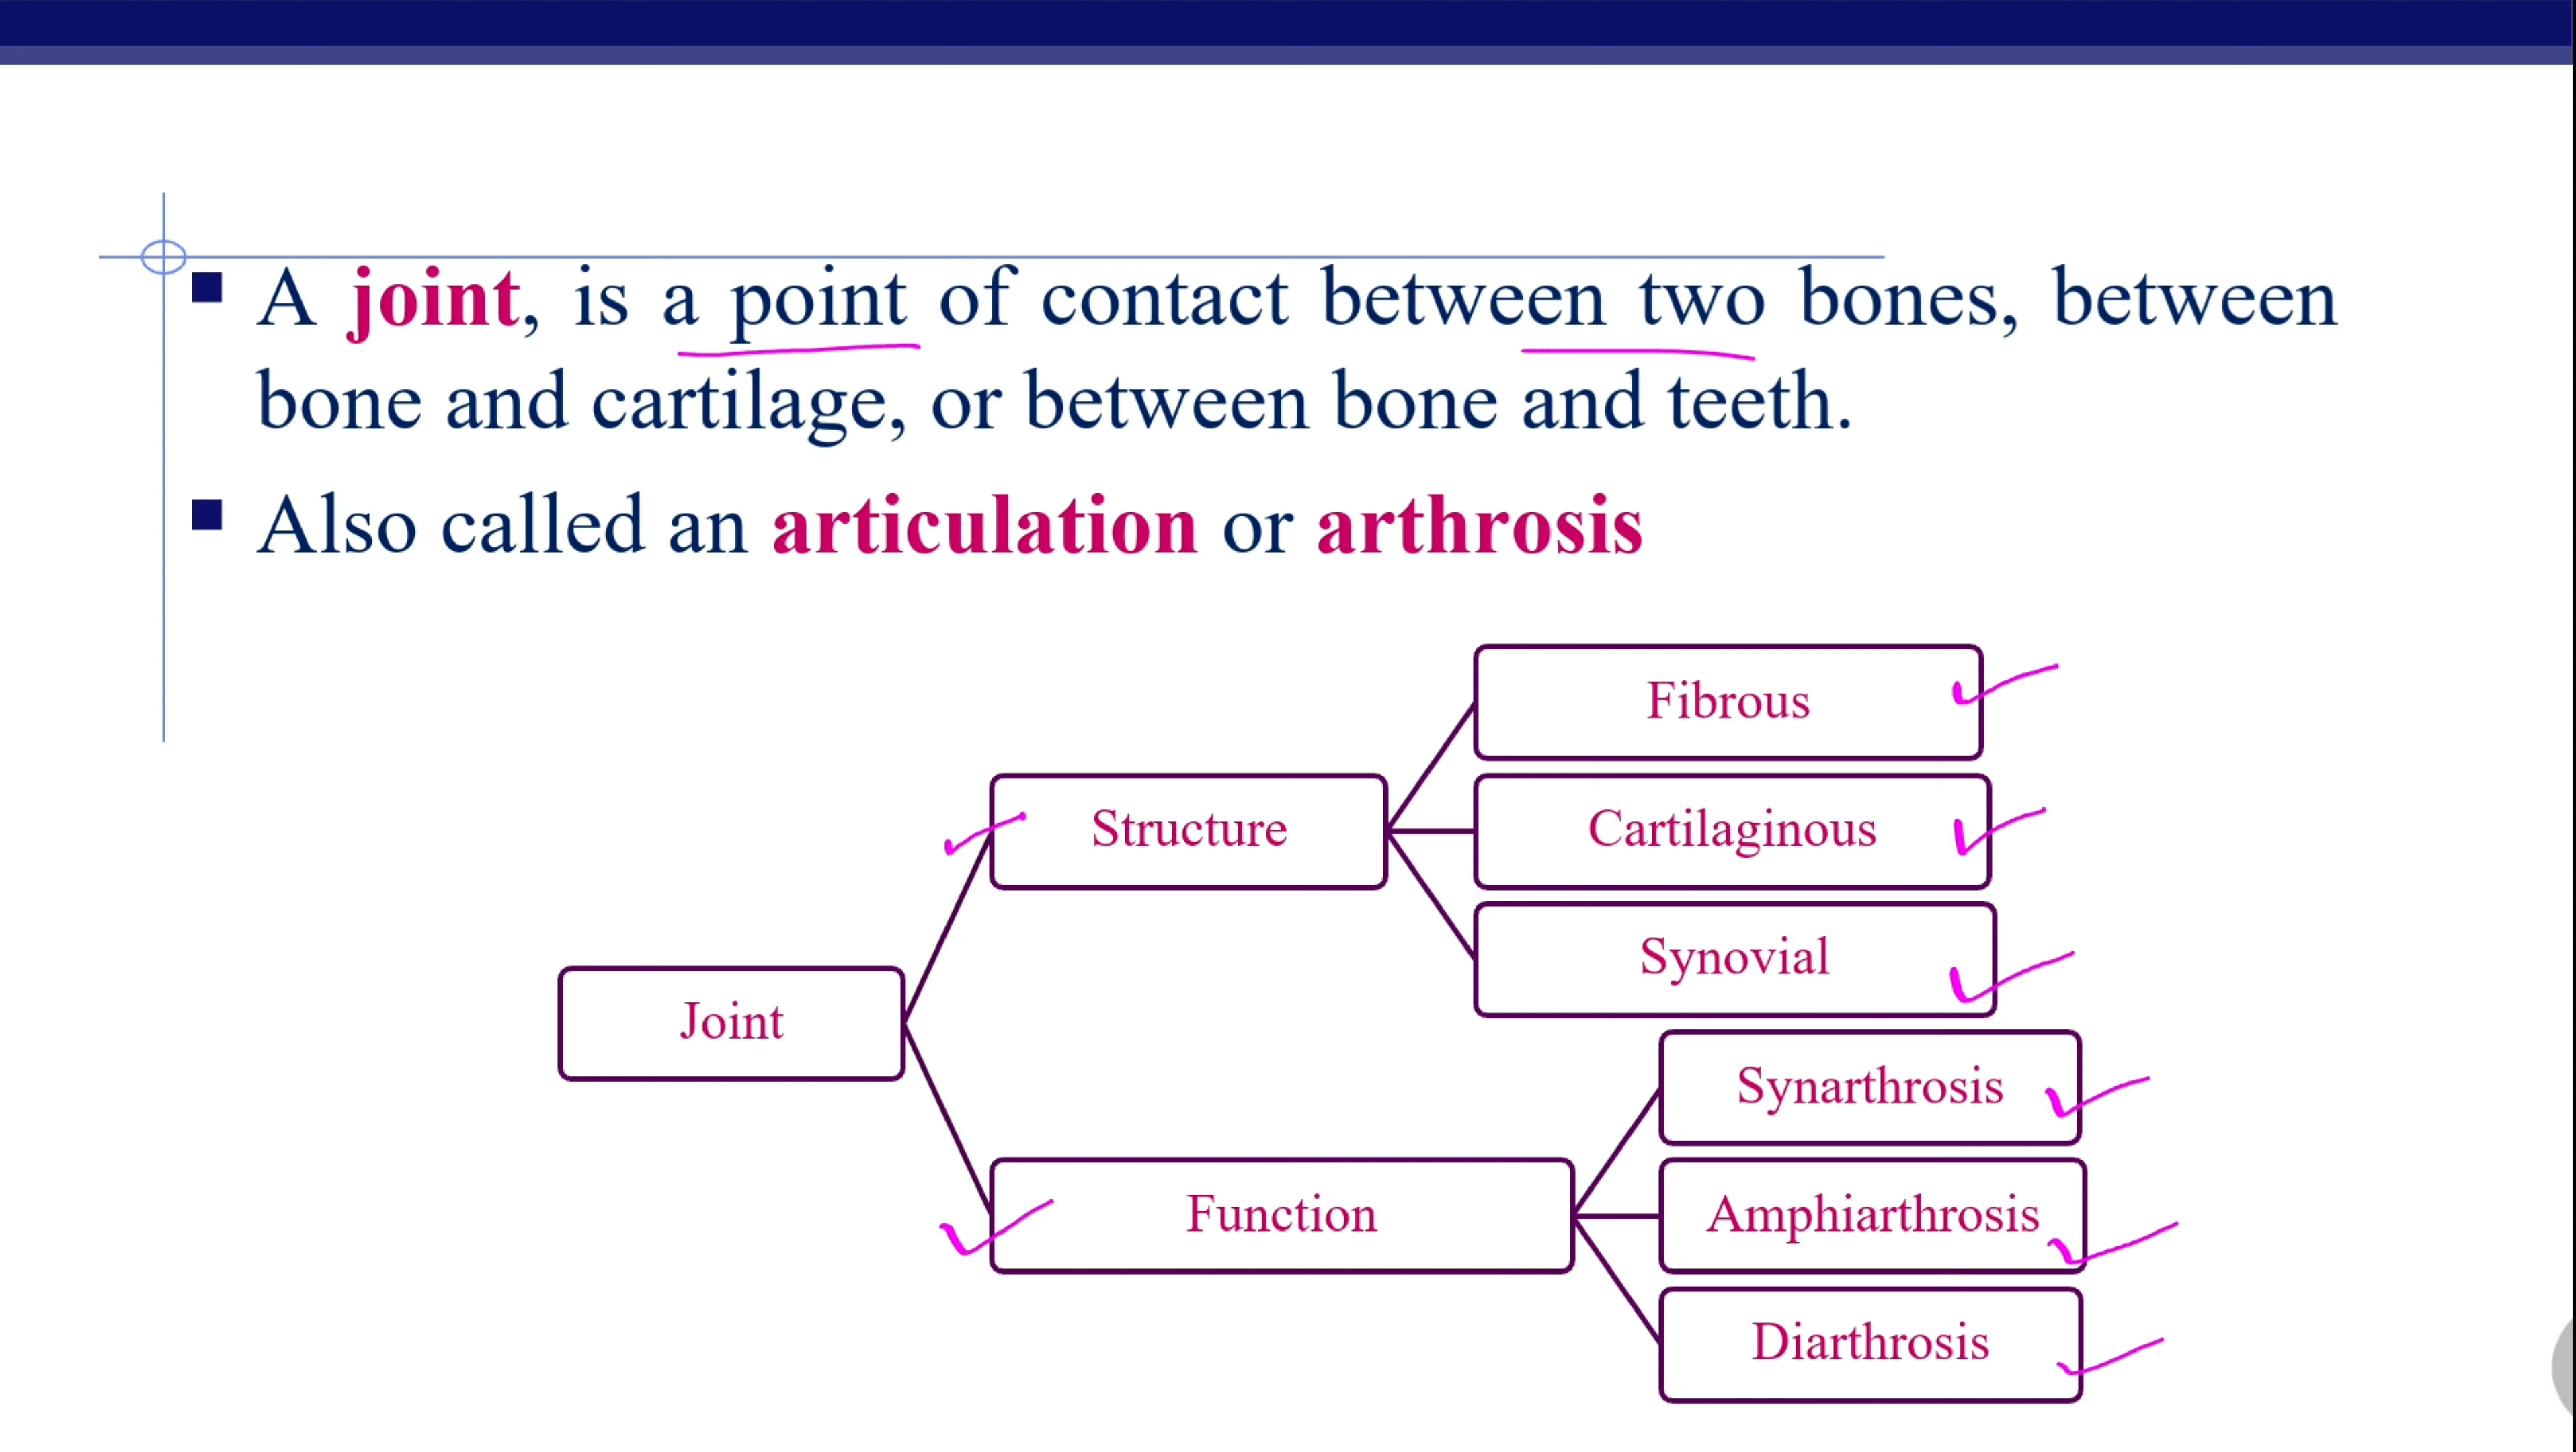 A joint, is a point of contact between two bones, between
bone and cartilage, or between bone and teeth.
Also called an articulation or arthrosis
Fibrous
Structure
Cartilaginous
Synovial
Joint
Synarthrosis
Function
Amphiarthrosis
Diarthrosis